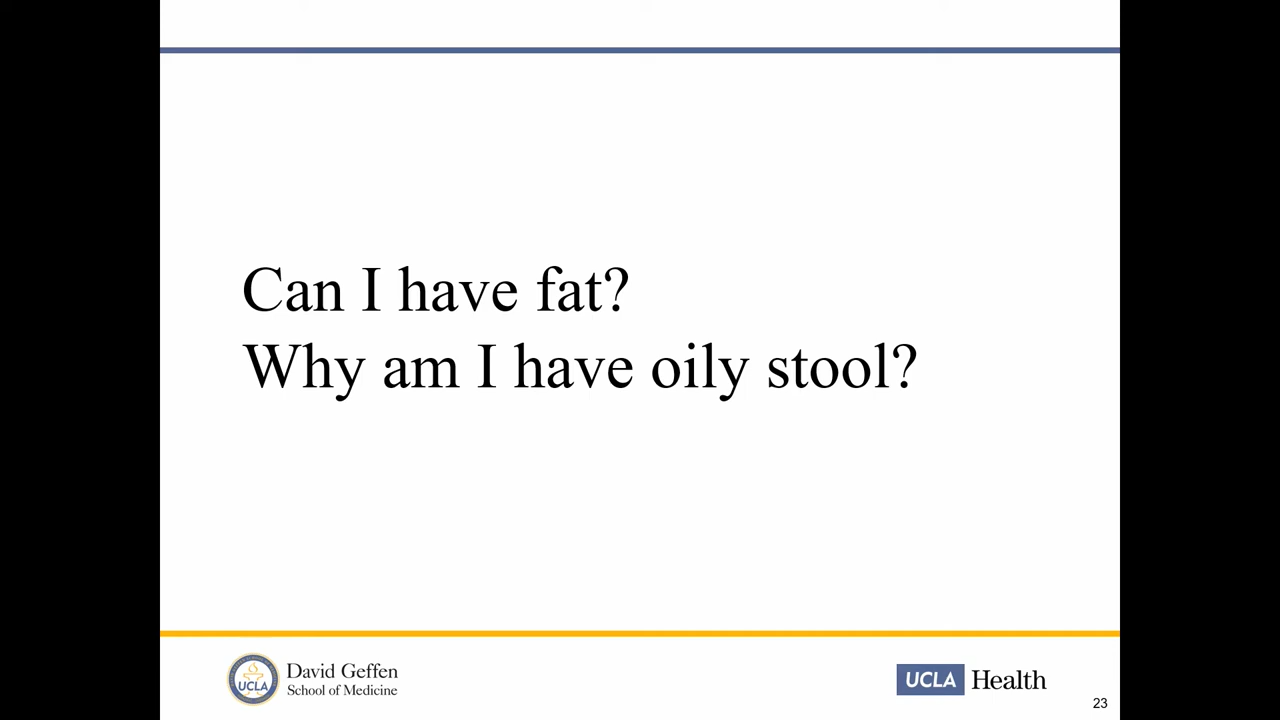 Can I have fat?
Why am I have oily stool?
UCLA
David Geffen
School of Medicine
UCLA Health
23